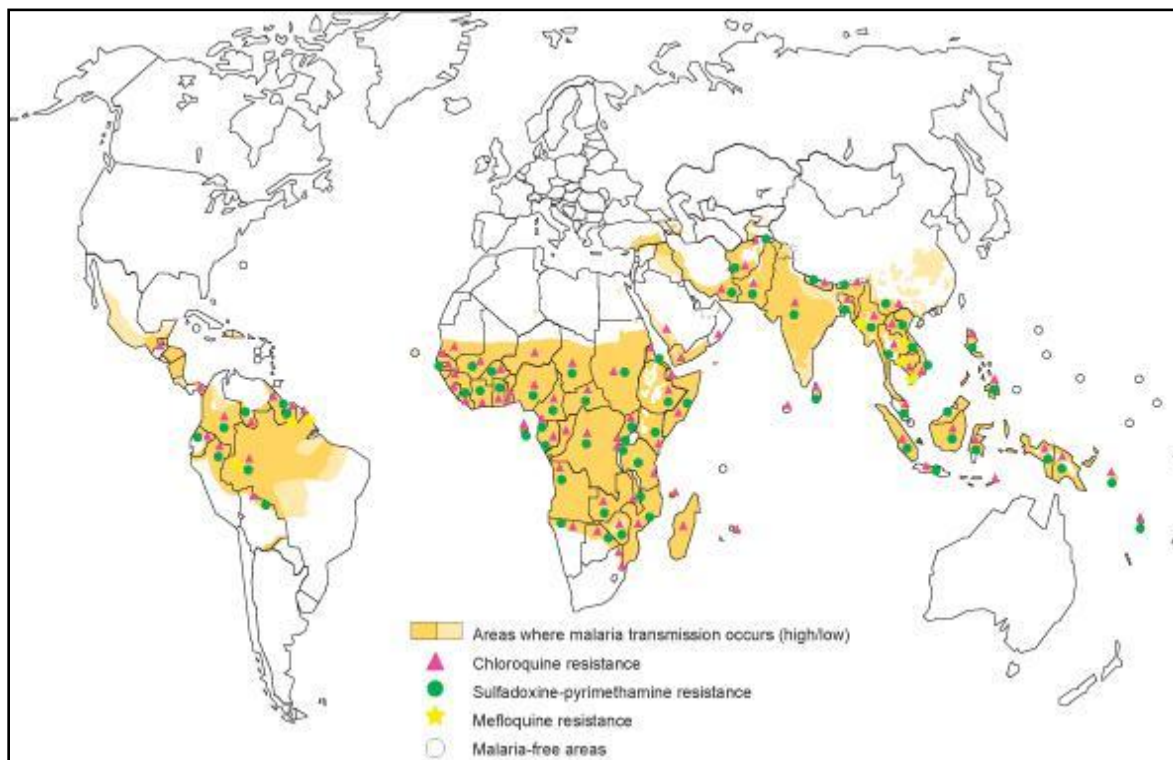 Areas where malaria transmission occurs (high/low)
Chloroquine resistance
Sulfadoxine-pyrimethamine resistance
Mefloquine resistance
Malaria-free areas